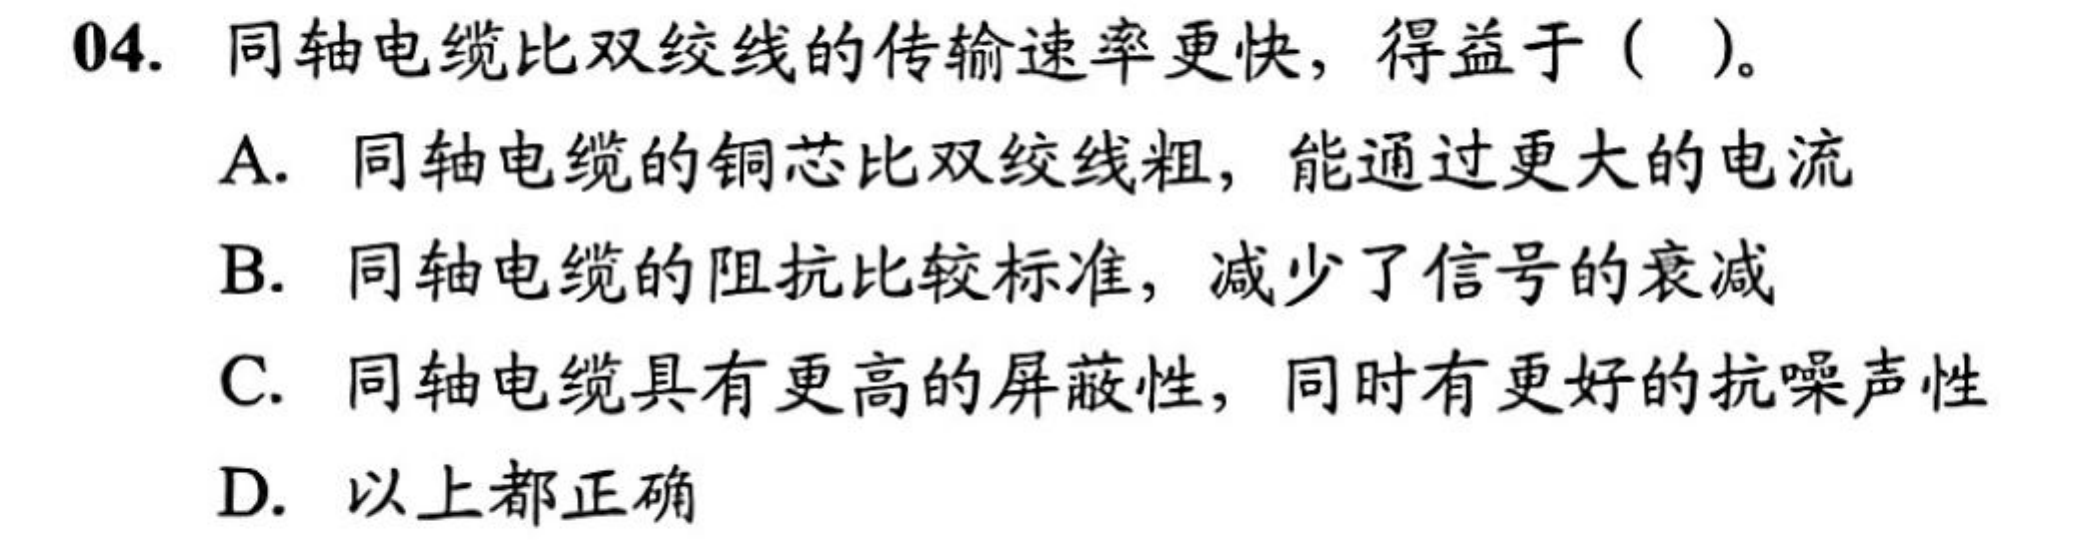 04. 同轴电缆比双绞线的传输速率更快，得益于（ ）。
A. 同轴电缆的铜芯比双绞线粗，能通过更大的电流
B. 同轴电缆的阻抗比较标准，减少了信号的衰减
C. 同轴电缆具有更高的屏蔽性，同时有更好的抗噪声性
D. 以上都正确